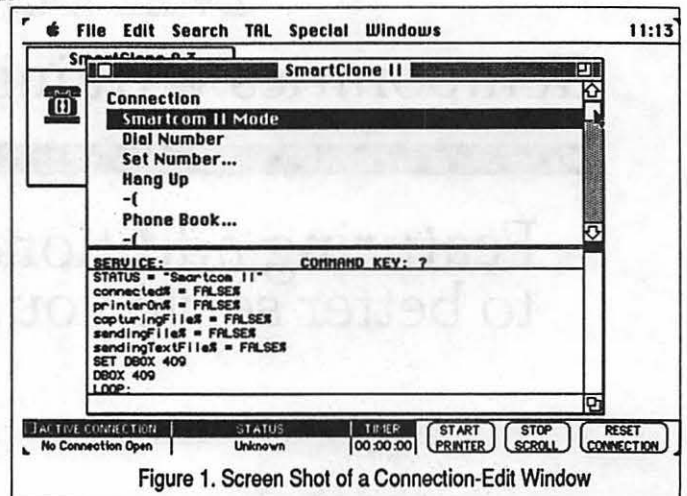 File Edit Search TAL Special Windows 11:13
SmartClone II
Connection
Smartcom II Mode
Dial Number
Set Number...
Hang Up
-(
Phone Book...
-(
SERVICE: COMMAND KEY: ?
STATUS = "Smartcom II"
connected% = FALSE%
printerOn% = FALSE%
capturingFile% = FALSE%
sendingFile% = FALSE%
sendingTextFile% = FALSE%
SET DBOX 409
DBOX 409
LOOP:
ACTIVE CONNECTION STATUS TIMER START PRINTER STOP SCROLL RESET CONNECTION
No Connection Open Unknown 00:00:00
Figure 1. Screen Shot of a Connection-Edit Window